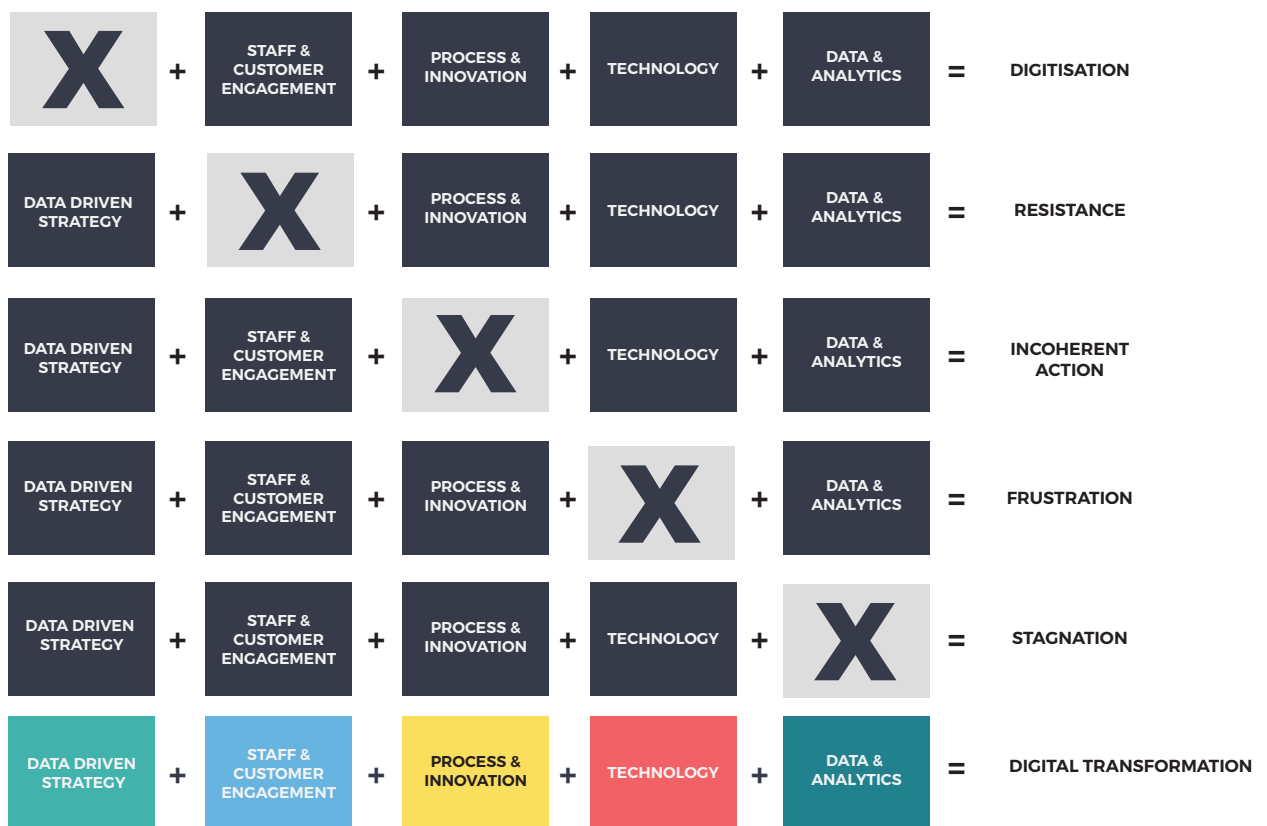 X + STAFF & CUSTOMER ENGAGEMENT + PROCESS & INNOVATION + TECHNOLOGY + DATA & ANALYTICS = DIGITISATION
DATA DRIVEN STRATEGY + X + PROCESS & INNOVATION + TECHNOLOGY + DATA & ANALYTICS = RESISTANCE
DATA DRIVEN STRATEGY + STAFF & CUSTOMER ENGAGEMENT + X + TECHNOLOGY + DATA & ANALYTICS = INCOHERENT ACTION
DATA DRIVEN STRATEGY + STAFF & CUSTOMER ENGAGEMENT + PROCESS & INNOVATION + X + DATA & ANALYTICS = FRUSTRATION
DATA DRIVEN STRATEGY + STAFF & CUSTOMER ENGAGEMENT + PROCESS & INNOVATION + TECHNOLOGY + X = STAGNATION
DATA DRIVEN STRATEGY + STAFF & CUSTOMER ENGAGEMENT + PROCESS & INNOVATION + TECHNOLOGY + DATA & ANALYTICS = DIGITAL TRANSFORMATION